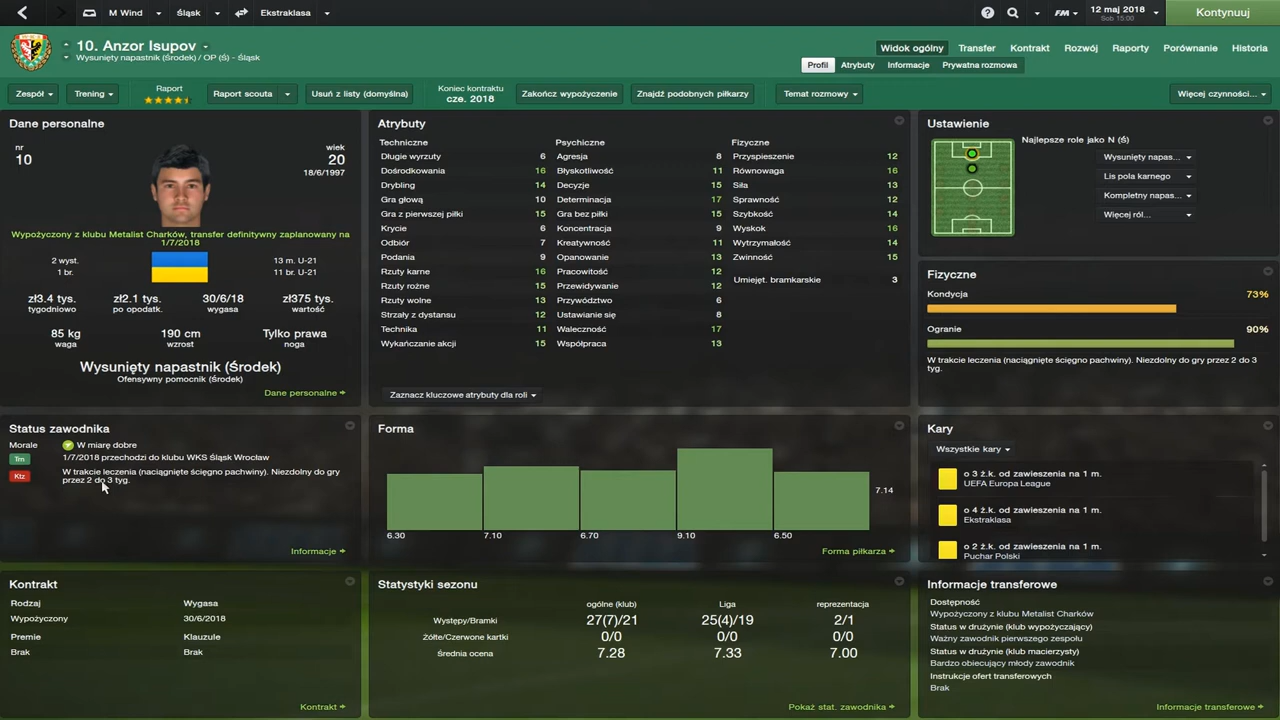 M Wind
Śląsk
Ekstraklasa
FM
12 maj 2018
Sob 15:00
Kontynuuj
10. Anzor Isupov
Wysunięty napastnik (Środek) / OP (Ś) - Śląsk
Widok ogólny
Transfer
Kontrakt
Rozwój
Raporty
Porównanie
Historia
Profil
Atrybuty
Informacje
Prywatna rozmowa
Zespół
Trening
Raport
Raport scouta
Usuń z listy (domyślna)
Koniec kontraktu
cze. 2018
Zakończ wypożyczenie
Znajdź podobnych piłkarzy
Temat rozmowy
Więcej czynności...
Dane personalne
nr
10
wiek
20
18/6/1997
Wypożyczony z klubu Metalist Charków, transfer definitywny zaplanowany na
1/7/2018
2 wyst.
1 br.
13 m. U-21
11 br. U-21
zł3.4 tys.
tygodniowo
zł2.1 tys.
po opodatk.
30/6/18
wygasa
zł375 tys.
wartość
85 kg
waga
190 cm
wzrost
Tylko prawa
noga
Wysunięty napastnik (Środek)
Ofensywny pomocnik (Środek)
Dane personalne
Atrybuty
Techniczne
Długie wyrzuty 6
Dośrodkowania 16
Drybling 14
Gra głową 10
Gra z pierwszej piłki 15
Krycie 6
Odbiór 7
Podania 9
Rzuty karne 16
Rzuty rożne 15
Rzuty wolne 13
Strzały z dystansu 12
Technika 11
Wykańczanie akcji 15
Psychiczne
Agresja 8
Błyskotliwość 11
Decyzje 15
Determinacja 17
Gra bez piłki 15
Koncentracja 9
Kreatywność 11
Opanowanie 13
Pracowitość 12
Przewidywanie 12
Przywództwo 6
Ustawianie się 8
Waleczność 17
Współpraca 13
Fizyczne
Przyspieszenie 12
Równowaga 16
Siła 13
Sprawność 12
Szybkość 14
Wyskok 16
Wytrzymałość 14
Zwinność 15
Umiejęt. bramkarskie 3
Zaznacz kluczowe atrybuty dla roli
Ustawienie
Najlepsze role jako N (Ś)
Wysunięty napas...
Lis pola karnego
Kompletny napas...
Więcej ról...
Fizyczne
Kondycja 73%
Ogranie 90%
W trakcie leczenia (naciągnięte ścięgno pachwiny). Niezdolny do gry przez 2 do 3
tyg.
Status zawodnika
Morale W miarę dobre
Trn 1/7/2018 przechodzi do klubu WKS Śląsk Wrocław
Ktz W trakcie leczenia (naciągnięte ścięgno pachwiny). Niezdolny do gry
przez 2 do 3 tyg.
Informacje
Forma
7.14
6.30 7.10 6.70 9.10 6.50
Forma piłkarza
Kary
Wszystkie kary
o 3 ż.k. od zawieszenia na 1 m.
UEFA Europa League
o 4 ż.k. od zawieszenia na 1 m.
Ekstraklasa
o 2 ż.k. od zawieszenia na 1 m.
Puchar Polski
Kontrakt
Rodzaj Wygasa
Wypożyczony 30/6/2018
Premie Klauzule
Brak Brak
Kontrakt
Statystyki sezonu
ogólne (klub) Liga reprezentacja
Występy/Bramki 27(7)/21 25(4)/19 2/1
Żółte/Czerwone kartki 0/0 0/0 0/0
Średnia ocena 7.28 7.33 7.00
Pokaż stat. zawodnika
Informacje transferowe
Dostępność
Wypożyczony z klubu Metalist Charków
Status w drużynie (klub wypożyczający)
Ważny zawodnik pierwszego zespołu
Status w drużynie (klub macierzysty)
Bardzo obiecujący młody zawodnik
Instrukcje ofert transferowych
Brak
Informacje transferowe